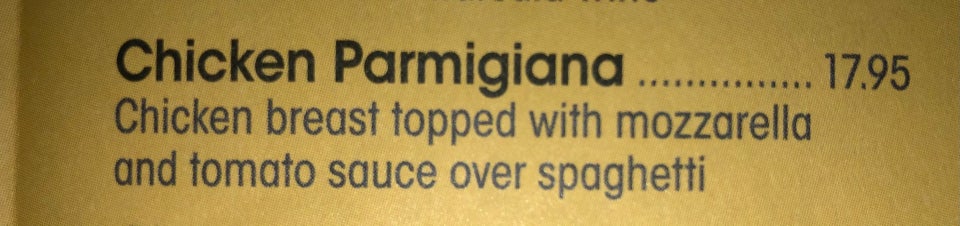 Chicken Parmigiana ............... 17.95
Chicken breast topped with mozzarella
and tomato sauce over spaghetti